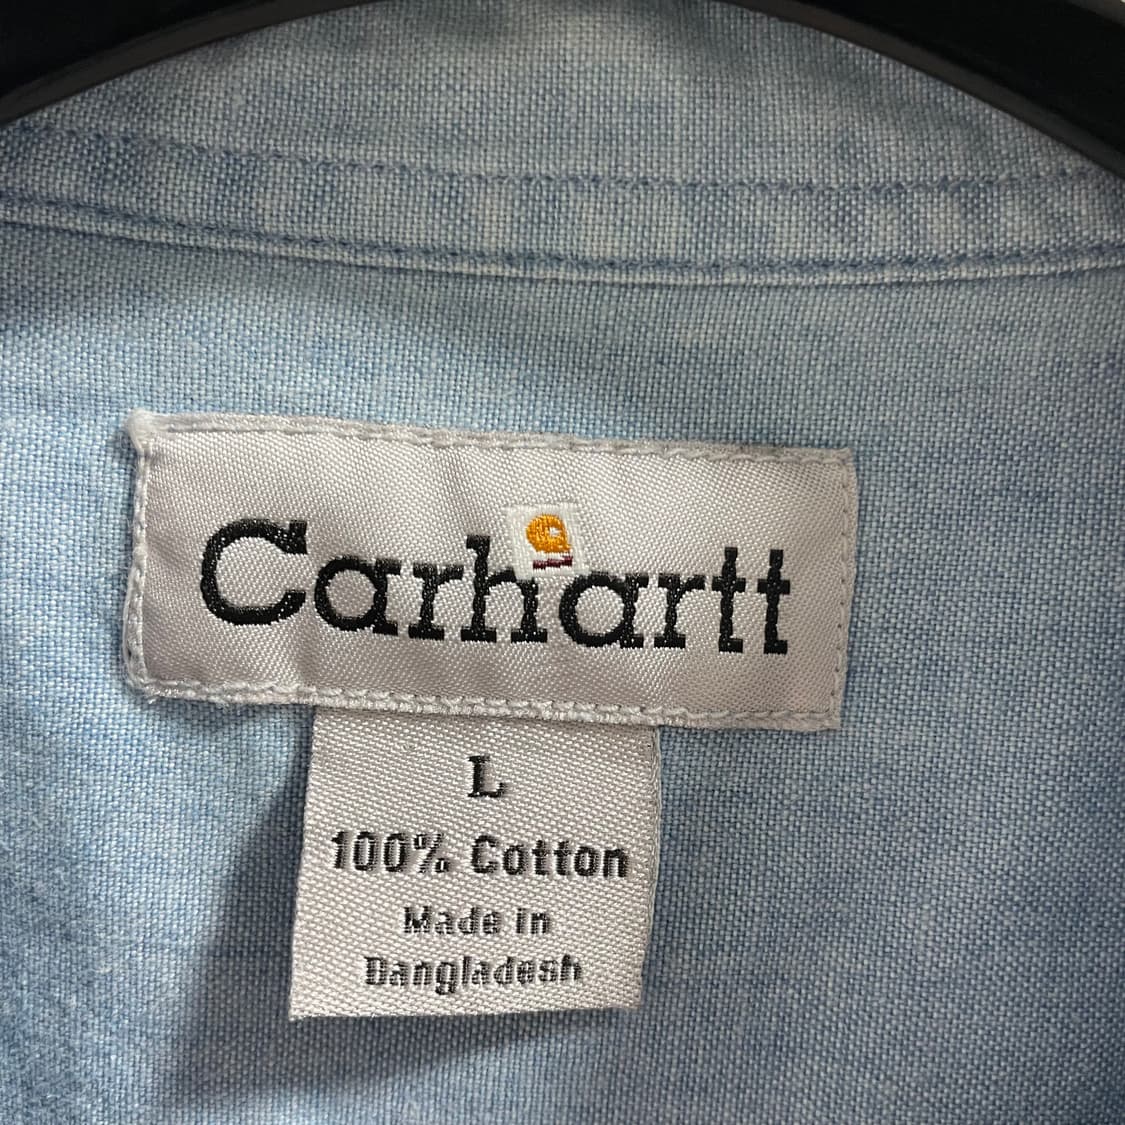 Carhartt
L
100% Cotton
Made in
Bangladesh